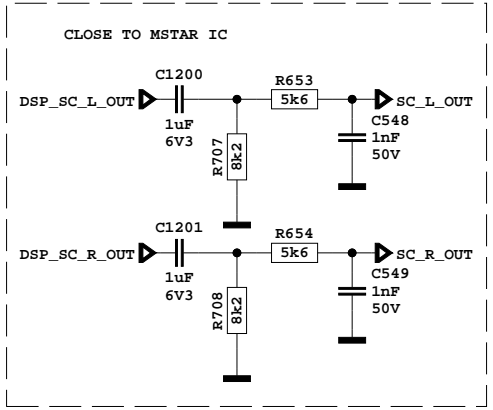 CLOSE TO MSTAR IC
C1200
R653
DSP_SC_L_OUT
5k6
SC_L_OUT
1uF
6V3
C548
1nF
50V
R707
8k2
C1201
R654
DSP_SC_R_OUT
5k6
SC_R_OUT
1uF
6V3
C549
1nF
50V
R708
8k2